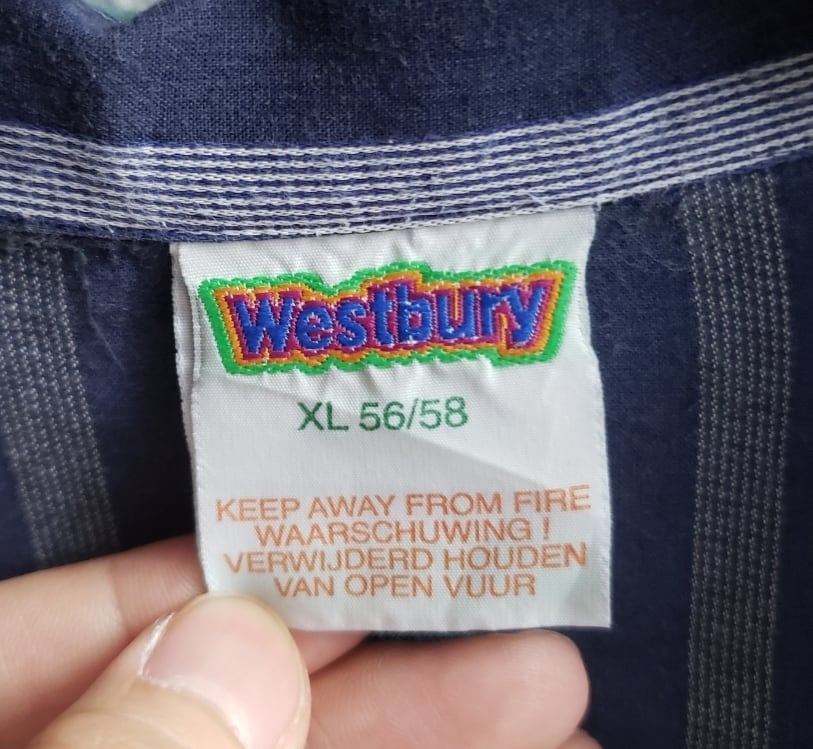 Westbury
XL 56/58
KEEP AWAY FROM FIRE
WAARSCHUWING !
VERWIJDERD HOUDEN
VAN OPEN VUUR